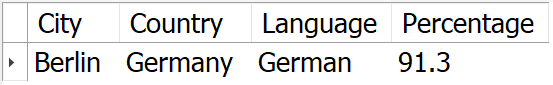 City Country Language Percentage
Berlin Germany German 91.3